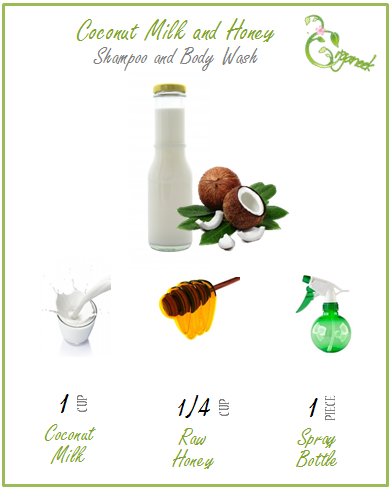 Coconut Milk and Honey
Shampoo and Body Wash
Organeek
1 CUP
Coconut
Milk
1/4 CUP
Raw
Honey
1 PIECE
Spray
Bottle